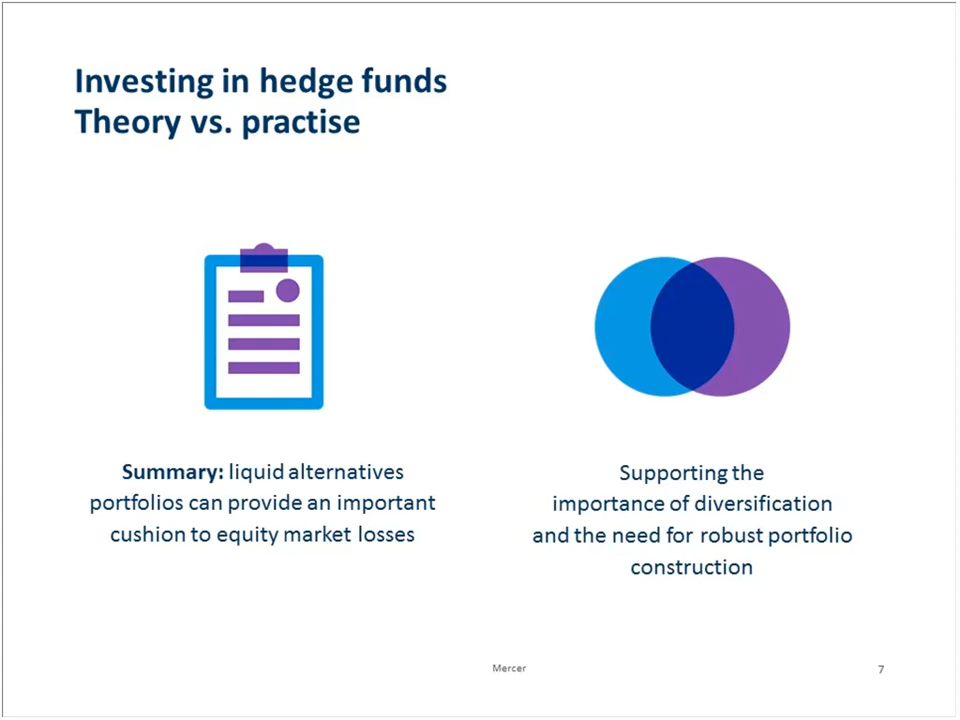 Investing in hedge funds
Theory vs. practise
Summary: liquid alternatives
portfolios can provide an important
cushion to equity market losses
Supporting the
importance of diversification
and the need for robust portfolio
construction
Mercer
7